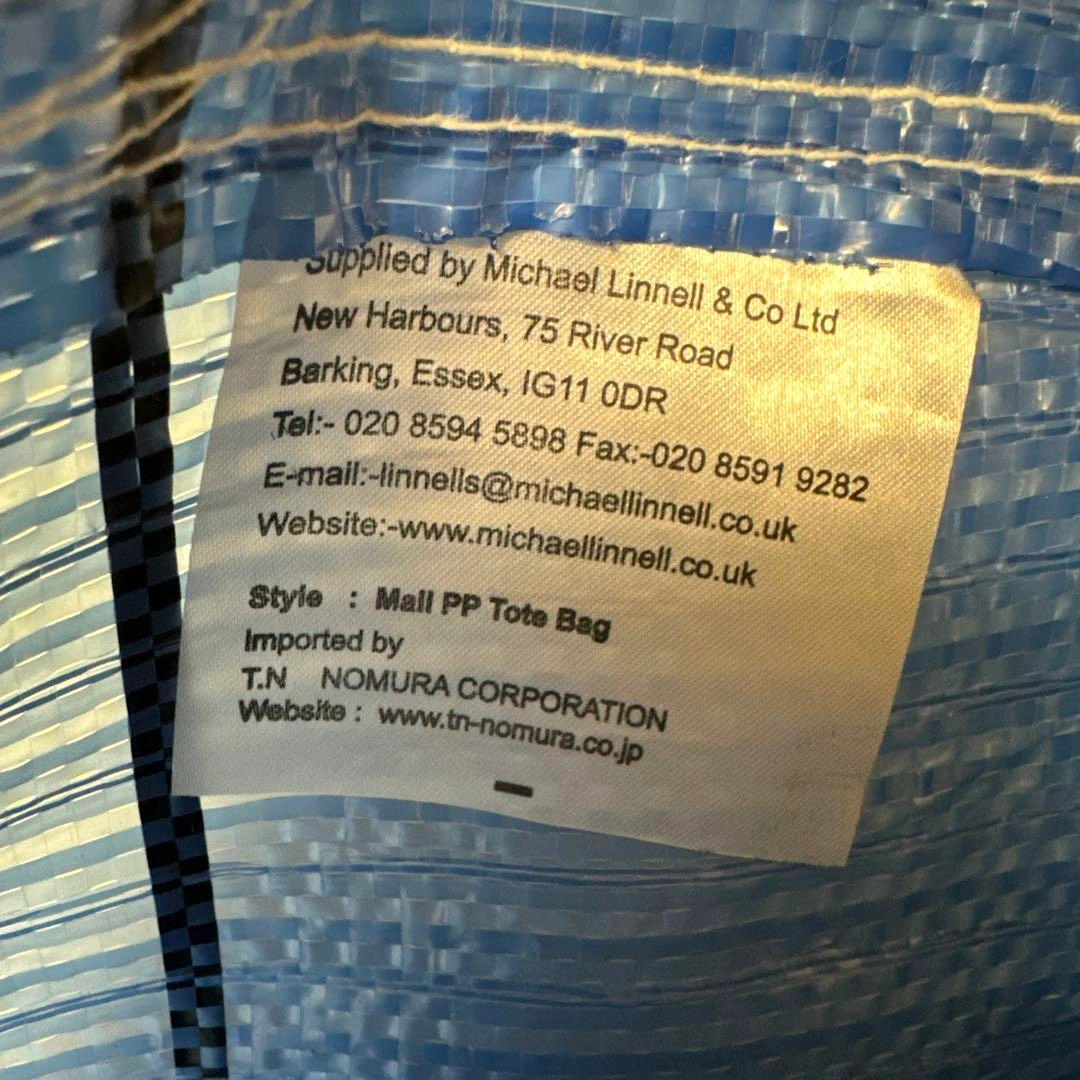 Supplied by Michael Linnell & Co Ltd
New Harbours, 75 River Road
Barking, Essex, IG11 0DR
Tel:- 020 8594 5898 Fax:-020 8591 9282
E-mail:-linnells@michaellinnell.co.uk
Website:-www.michaellinnell.co.uk
Style : Mall PP Tote Bag
Imported by
T.N NOMURA CORPORATION
Website : www.tn-nomura.co.jp